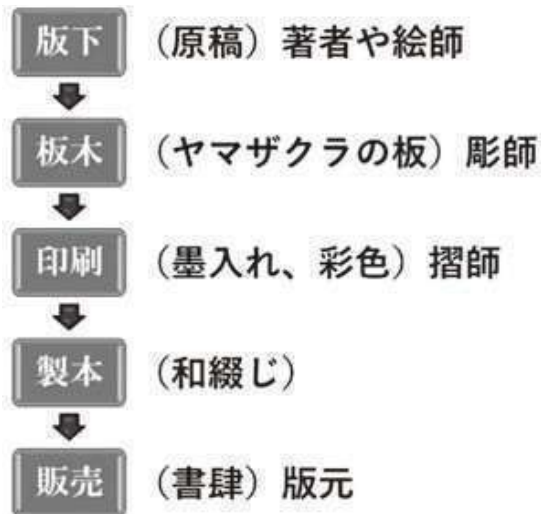 版下 （原稿）著者や絵師
板木 （ヤマザクラの板）彫師
印刷 （墨入れ、彩色）摺師
製本 （和綴じ）
販売 （書肆）版元